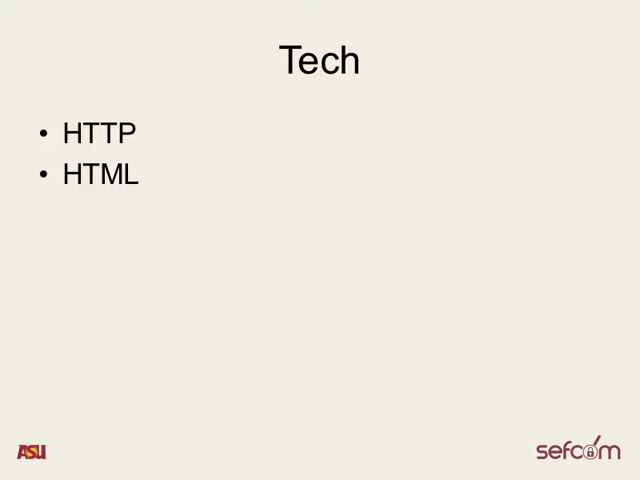 Tech
• HTTP
• HTML
ASU
sefcom